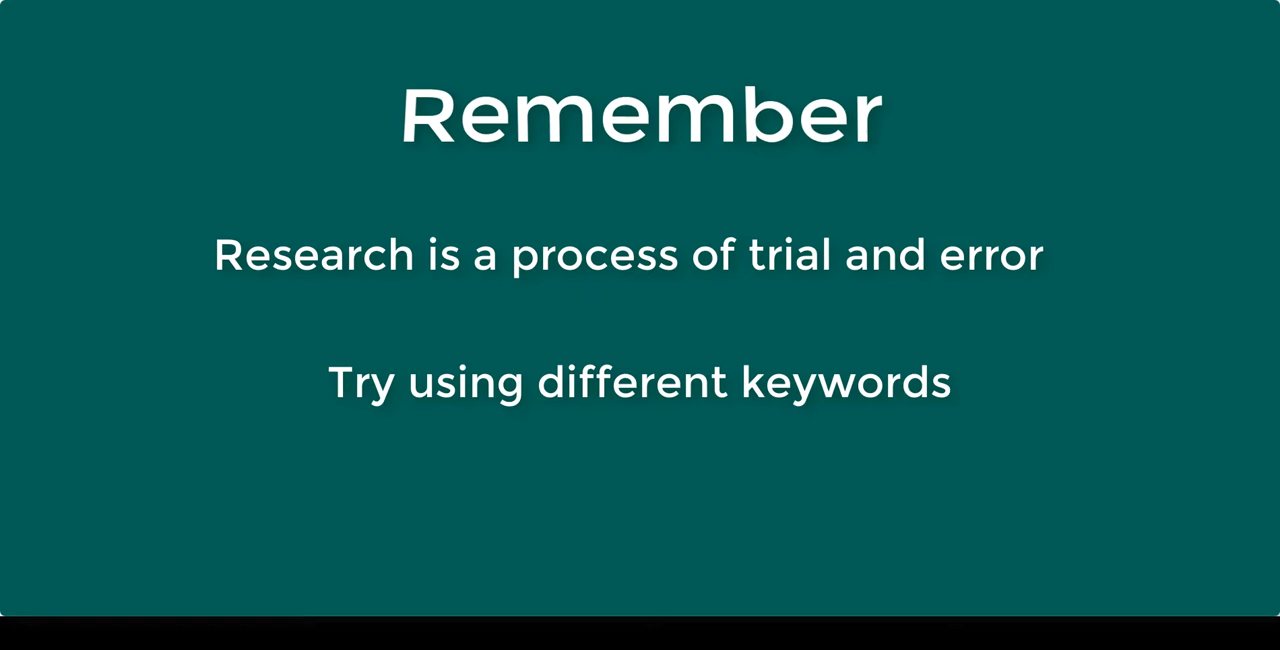 Remember
Research is a process of trial and error
Try using different keywords